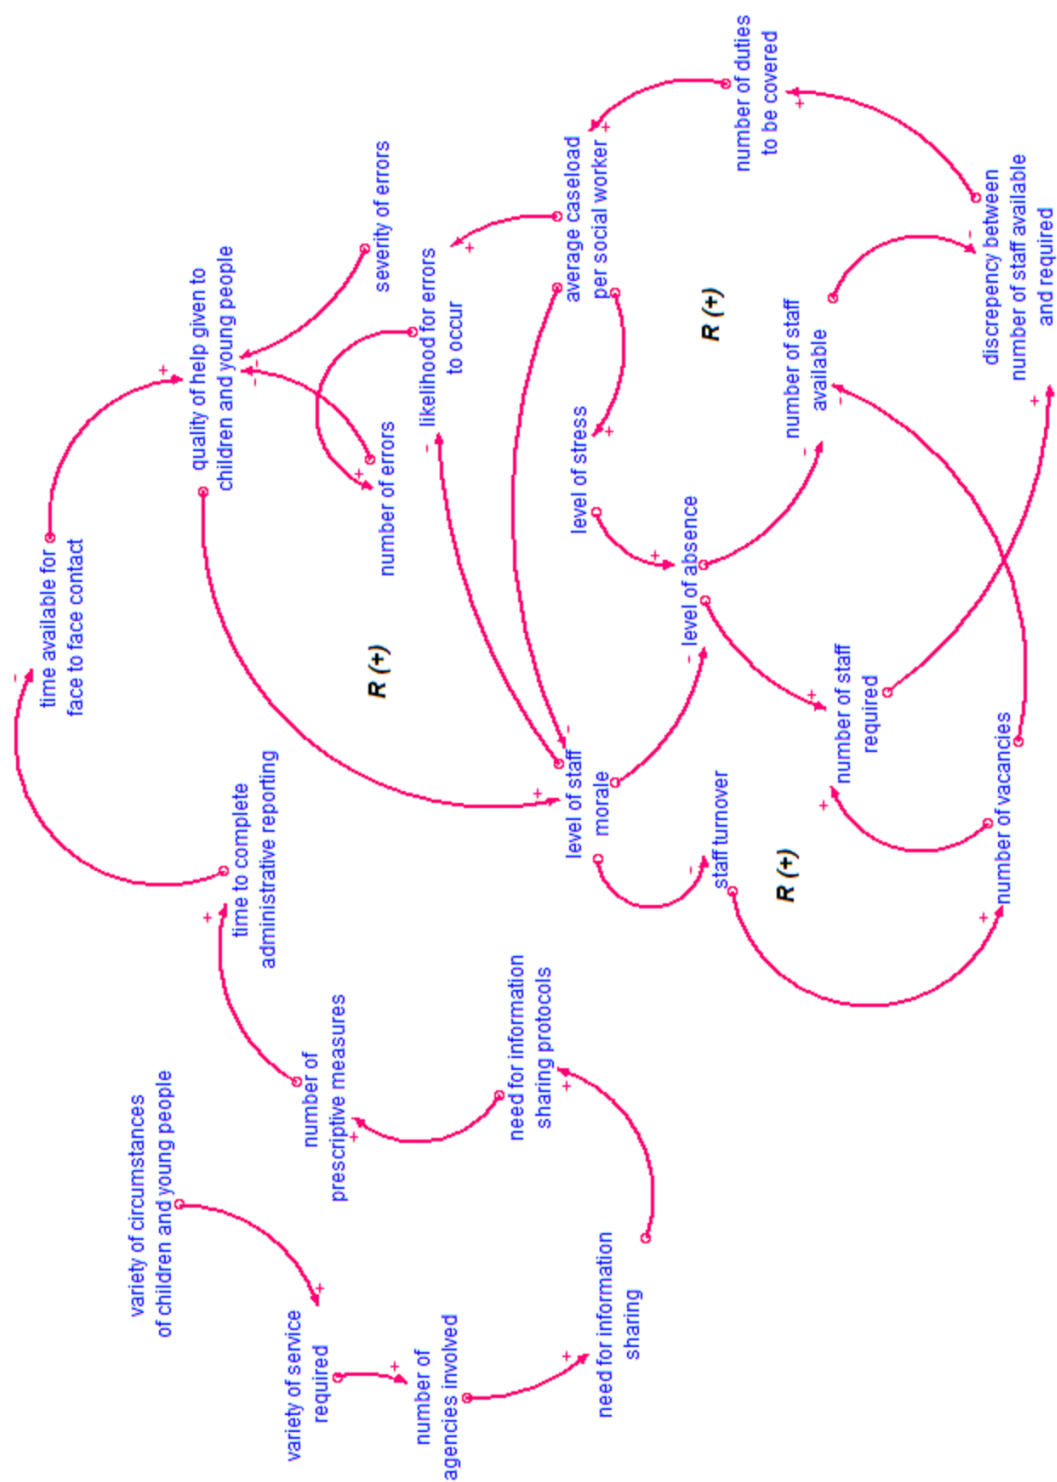 variety of circumstances
of children and young people
variety of service
required
+
number of
agencies involved
+
need for information
sharing
+
need for information
sharing protocols
+
number of
prescriptive measures
+
time to complete
administrative reporting
+
time available for
face to face contact
-
quality of help given to
children and young people
+
-
-
severity of errors
number of errors
+
likelihood for errors
to occur
-
+
R (+)
level of staff
morale
+
-
average caseload
per social worker
+
level of stress
+
level of absence
-
+
staff turnover
-
R (+)
number of vacancies
+
number of staff
required
+
+
number of staff
available
-
-
R (+)
discrepency between
number of staff available
and required
-
+
number of duties
to be covered
+